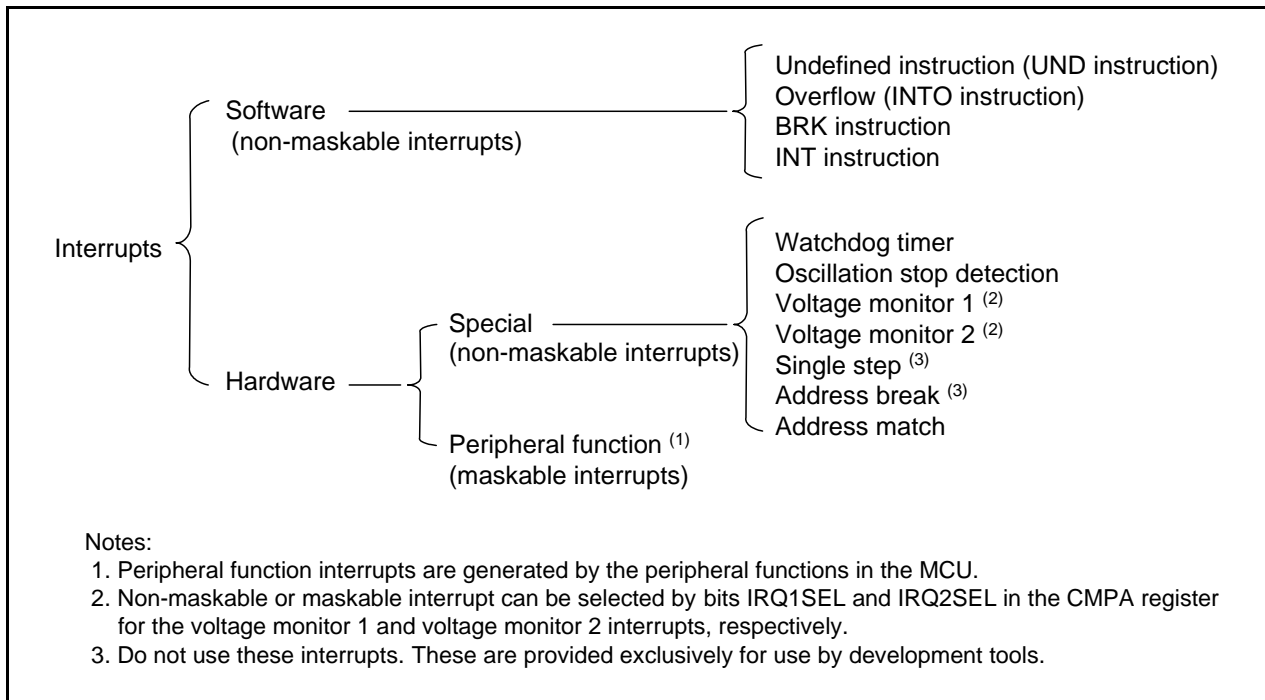 Undefined instruction (UND instruction)
Software
Overflow (INTO instruction)
(non-maskable interrupts)
BRK instruction
INT instruction
Interrupts
Watchdog timer
Oscillation stop detection
Voltage monitor 1 (2)
Special
Voltage monitor 2 (2)
(non-maskable interrupts)
Single step (3)
Hardware
Address break (3)
Address match
Peripheral function (1)
(maskable interrupts)
Notes:
1. Peripheral function interrupts are generated by the peripheral functions in the MCU.
2. Non-maskable or maskable interrupt can be selected by bits IRQ1SEL and IRQ2SEL in the CMPA register
for the voltage monitor 1 and voltage monitor 2 interrupts, respectively.
3. Do not use these interrupts. These are provided exclusively for use by development tools.